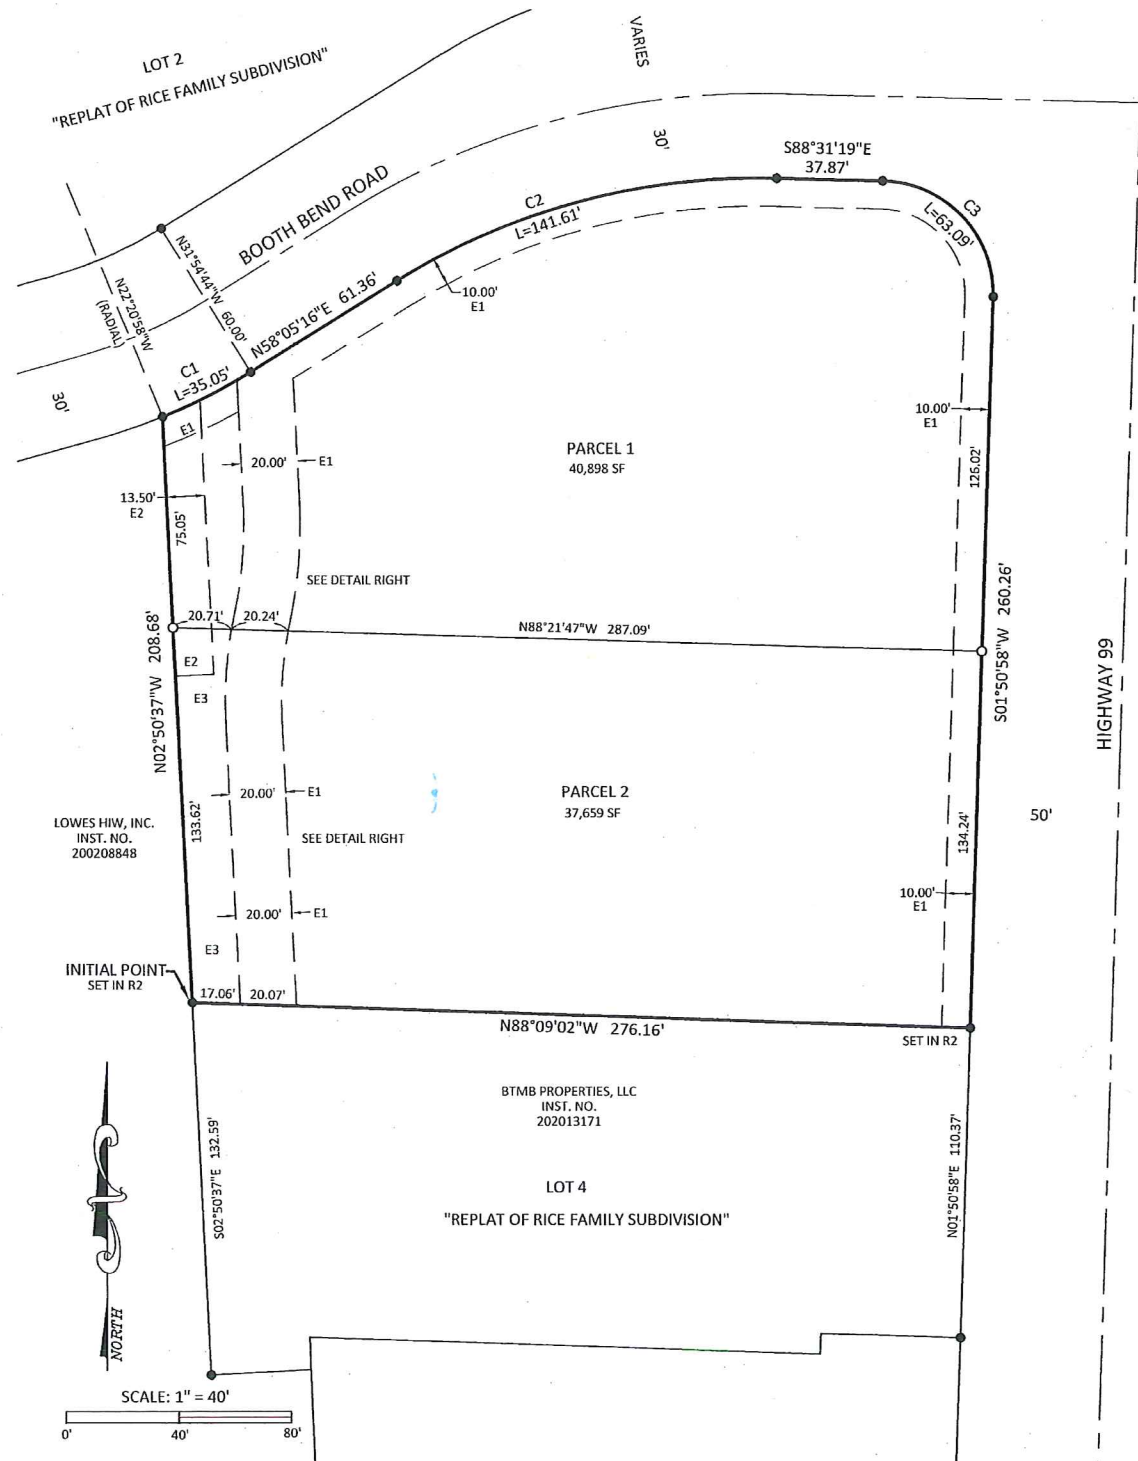 LOT 2
"REPLAT OF RICE FAMILY SUBDIVISION"
VARIES
30'
BOOTH BEND ROAD
S88°31'19"E
37.87'
C2
L=141.61'
C3
L=63.09'
N31°54'44"W 60.00'
N22°20'58"W
(RADIAL)
N58°05'16"E 61.36'
10.00'
E1
C1
L=35.05'
30'
E1
20.00'
E1
10.00'
E1
PARCEL 1
40,898 SF
126.02'
13.50'
E2
75.05'
SEE DETAIL RIGHT
20.71'
20.24'
N88°21'47"W 287.09'
S01°50'58"W 260.26'
N02°50'37"W 208.68'
E2
E3
HIGHWAY 99
20.00'
E1
PARCEL 2
37,659 SF
50'
133.62'
LOWES HIW, INC.
INST. NO.
200208848
SEE DETAIL RIGHT
134.24'
10.00'
E1
20.00'
E1
E3
INITIAL POINT
SET IN R2
17.06'
20.07'
N88°09'02"W 276.16'
SET IN R2
BTMB PROPERTIES, LLC
INST. NO.
202013171
S02°50'37"E 132.59'
N01°50'58"E 110.37'
LOT 4
"REPLAT OF RICE FAMILY SUBDIVISION"
NORTH
SCALE: 1" = 40'
0'
40'
80'